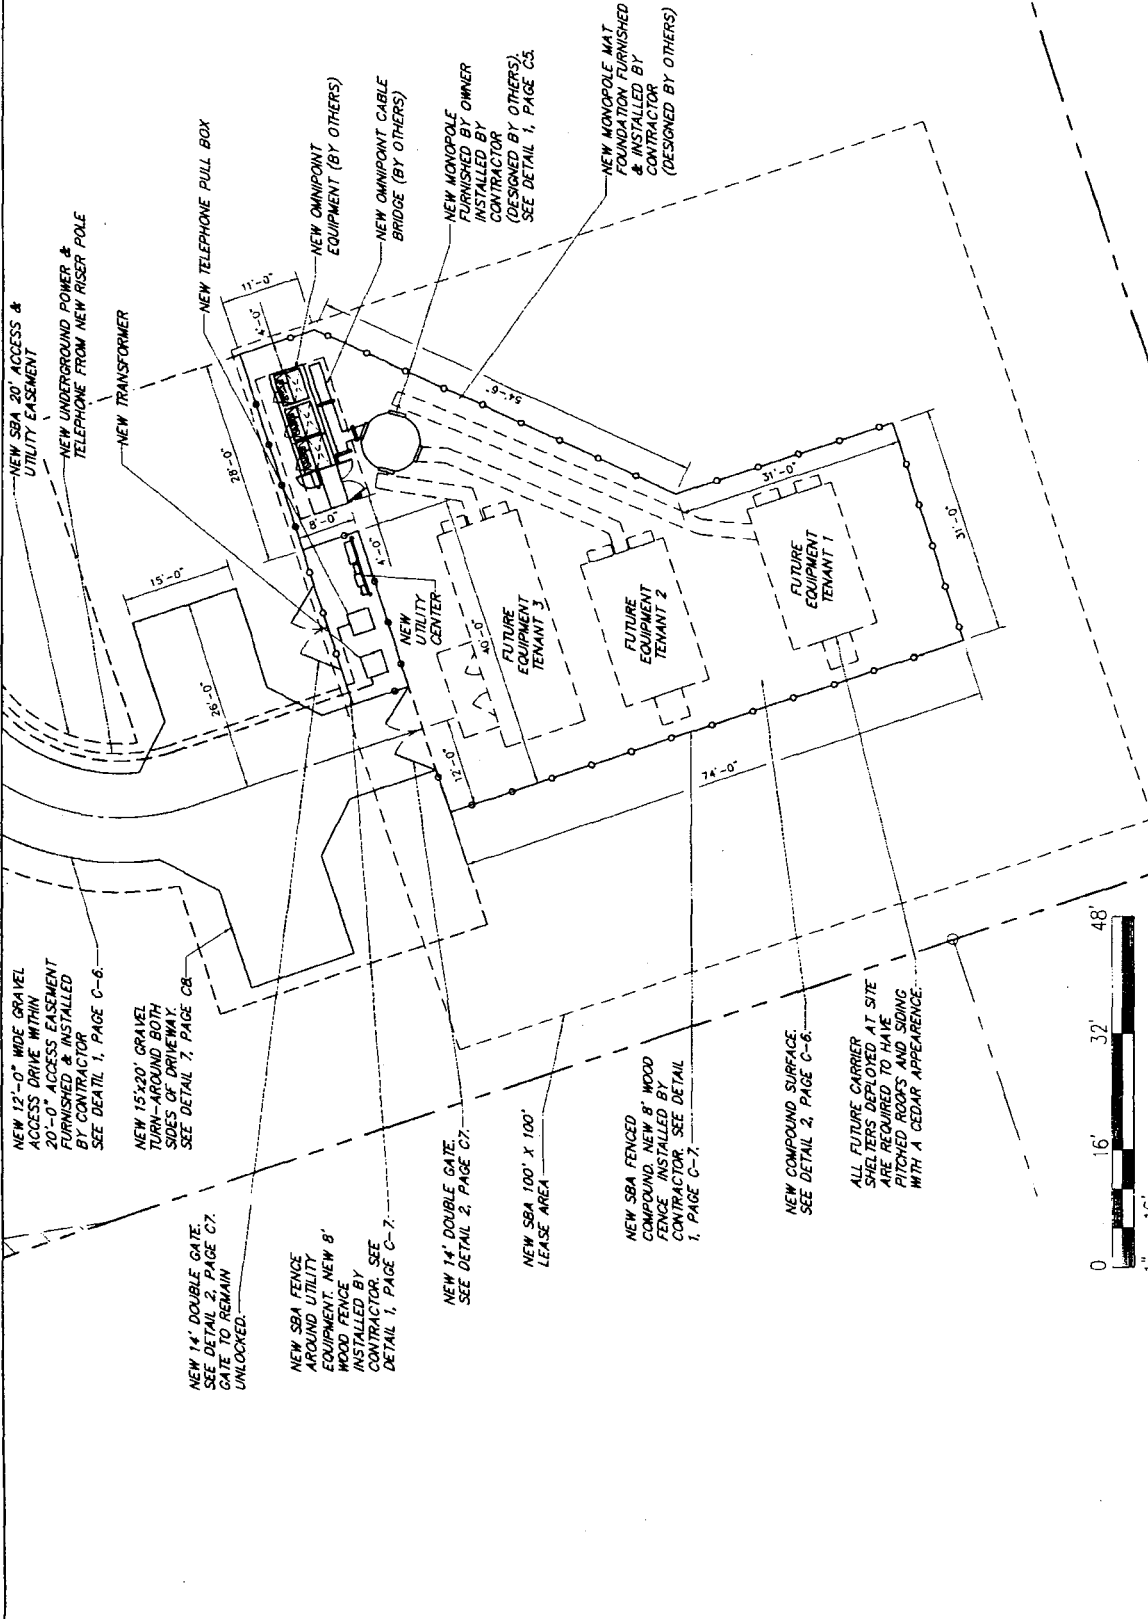 NEW SBA 20' ACCESS &
UTILITY EASEMENT
NEW UNDERGROUND POWER &
TELEPHONE FROM NEW RISER POLE
NEW TRANSFORMER
NEW TELEPHONE PULL BOX
NEW OMNIPOINT
EQUIPMENT (BY OTHERS)
NEW OMNIPOINT CABLE
BRIDGE (BY OTHERS)
NEW MONOPOLE
FURNISHED BY OWNER
INSTALLED BY
CONTRACTOR
(DESIGNED BY OTHERS).
SEE DETAIL 1, PAGE C5.
NEW MONOPOLE MAT
FOUNDATION FURNISHED
& INSTALLED BY
CONTRACTOR
(DESIGNED BY OTHERS)
11'-0"
4'-0"
28'-0"
8'-0"
4'-0"
15'-0"
26'-0"
54'-6"
31'-0"
31'-0"
40'-0"
12'-0"
74'-0"
NEW
UTILITY
CENTER
FUTURE
EQUIPMENT
TENANT 3
FUTURE
EQUIPMENT
TENANT 2
FUTURE
EQUIPMENT
TENANT 1
NEW 12'-0" WIDE GRAVEL
ACCESS DRIVE WITHIN
20'-0" ACCESS EASEMENT
FURNISHED & INSTALLED
BY CONTRACTOR
SEE DEATIL 1, PAGE C-6.
NEW 15'x20' GRAVEL
TURN-AROUND BOTH
SIDES OF DRIVEWAY.
SEE DETAIL 7, PAGE C8.
NEW 14' DOUBLE GATE.
SEE DETAIL 2, PAGE C7.
GATE TO REMAIN
UNLOCKED.
NEW SBA FENCE
AROUND UTILITY
EQUIPMENT. NEW 8'
WOOD FENCE
INSTALLED BY
CONTRACTOR. SEE
DETAIL 1, PAGE C-7.
NEW 14' DOUBLE GATE.
SEE DETAIL 2, PAGE C7.
NEW SBA 100' X 100'
LEASE AREA
NEW SBA FENCED
COMPOUND. NEW 8' WOOD
FENCE INSTALLED BY
CONTRACTOR. SEE DETAIL
1, PAGE C-7.
NEW COMPOUND SURFACE.
SEE DETAIL 2, PAGE C-6.
ALL FUTURE CARRIER
SHELTERS DEPLOYED AT SITE
ARE REQUIRED TO HAVE
PITCHED ROOFS AND SIDING
WITH A CEDAR APPEARENCE.
0 16' 32' 48'